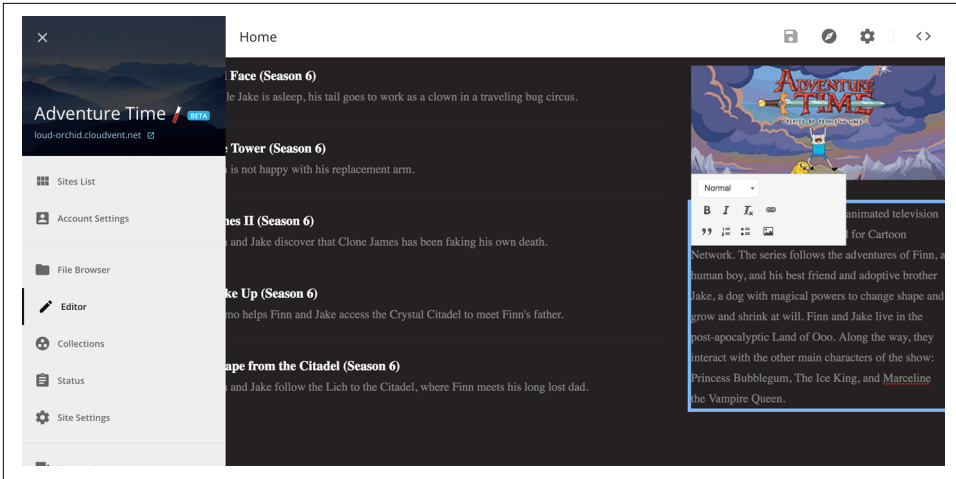 Home
Adventure Time
BETA
loud-orchid.cloudvent.net
Sites List
Account Settings
File Browser
Editor
Collections
Status
Site Settings
Face (Season 6)
Jake is asleep, his tail goes to work as a clown in a traveling bug circus.
Tower (Season 6)
is not happy with his replacement arm.
II (Season 6)
and Jake discover that Clone James has been faking his own death.
Up (Season 6)
helps Finn and Jake access the Crystal Citadel to meet Finn's father.
from the Citadel (Season 6)
and Jake follow the Lich to the Citadel, where Finn meets his long lost dad.
ADVENTURE
TIME
CREATED BY PENDLETON WARD
Normal
B I Tx
animated television
for Cartoon
Network. The series follows the adventures of Finn, a
human boy, and his best friend and adoptive brother
Jake, a dog with magical powers to change shape and
grow and shrink at will. Finn and Jake live in the
post-apocalyptic Land of Ooo. Along the way, they
interact with the other main characters of the show:
Princess Bubblegum, The Ice King, and Marceline
the Vampire Queen.